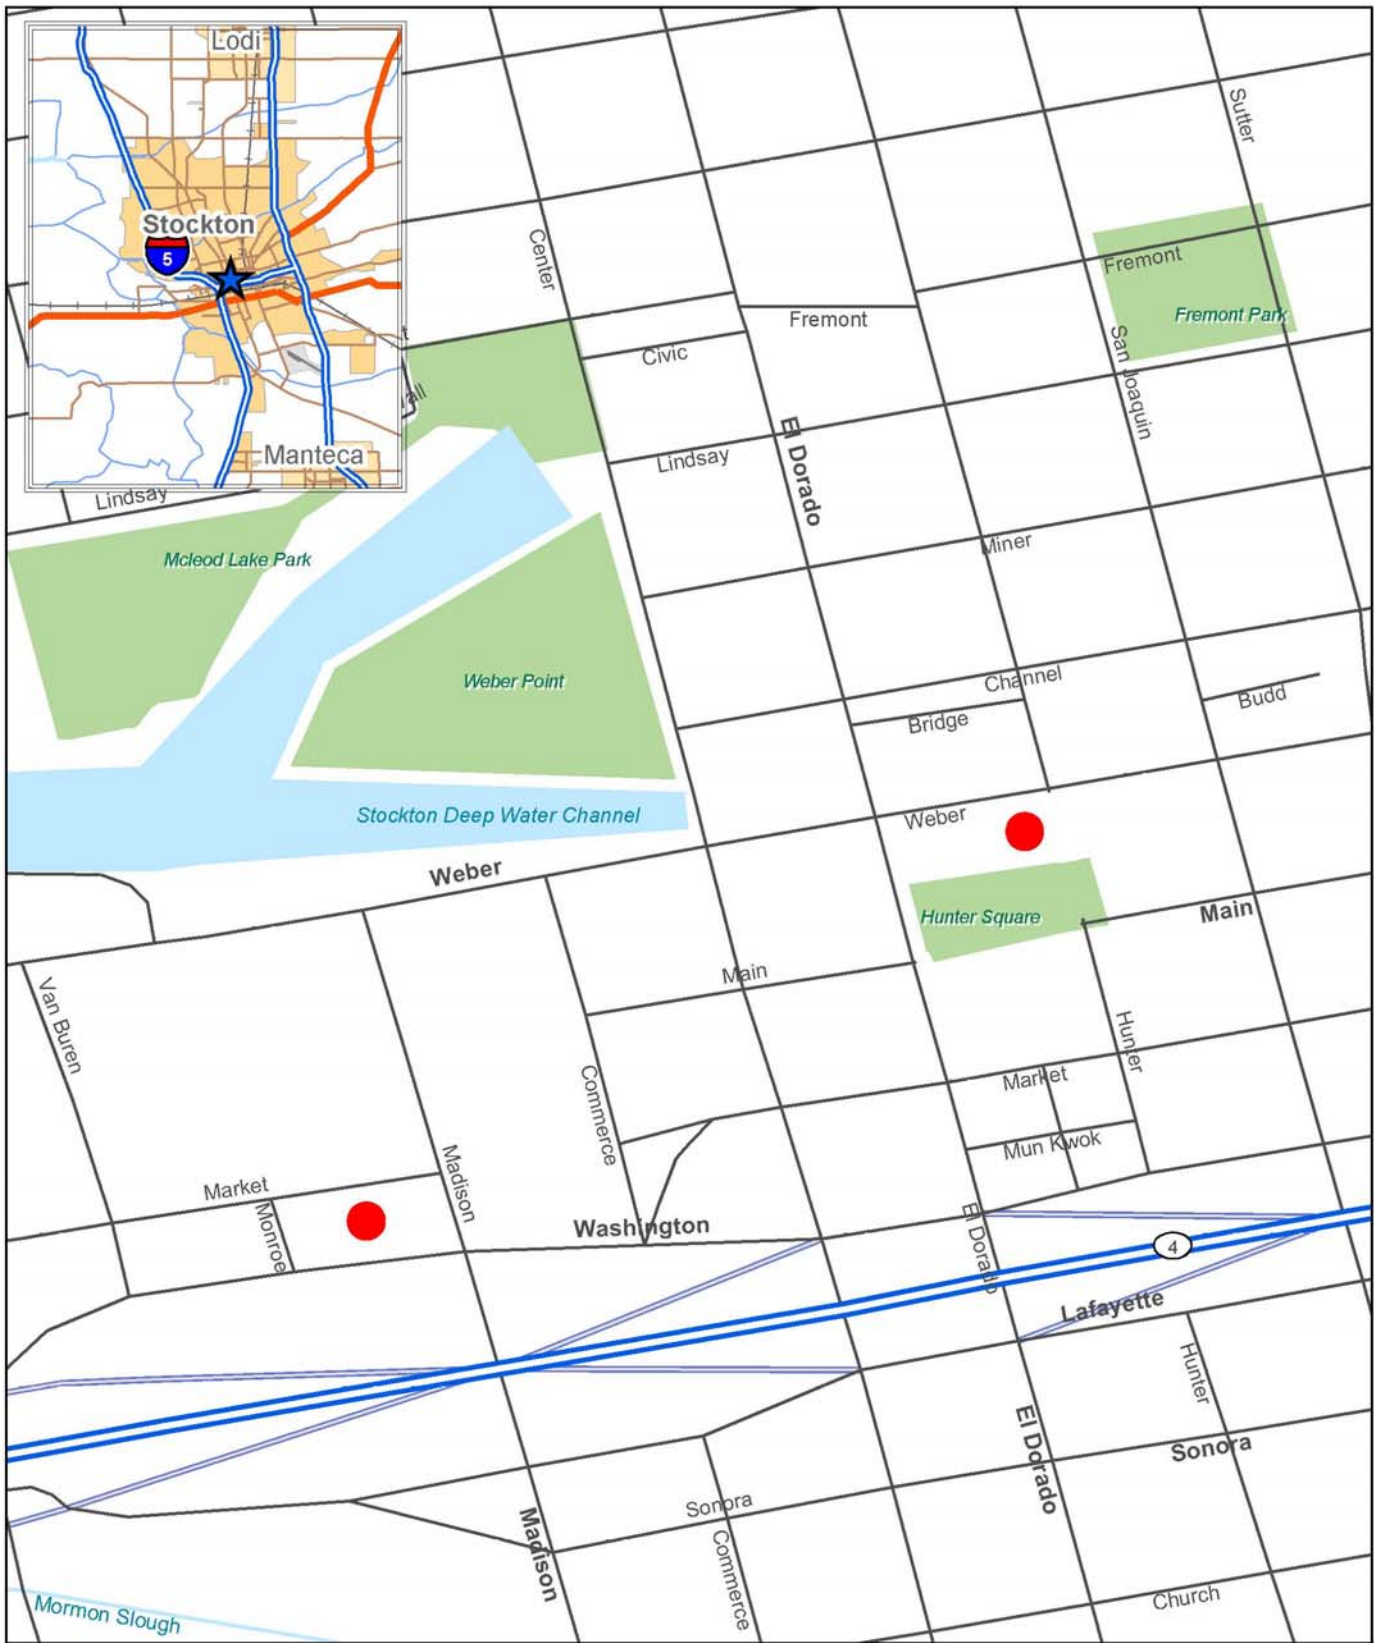 Lodi
Stockton
5
Manteca
Sutter
Center
Fremont
Fremont Park
Fremont
Civic
San Joaquin
El Dorado
Lindsay
Lindsay
Miner
Mcleod Lake Park
Weber Point
Channel
Budd
Bridge
Stockton Deep Water Channel
Weber
Weber
Hunter Square
Main
Main
Van Buren
Hunter
Commerce
Market
Mun Kwok
Madison
Market
Monroe
Washington
El Dorado
4
Lafayette
Hunter
El Dorado
Sonora
Sonora
Madison
Commerce
Church
Mormon Slough